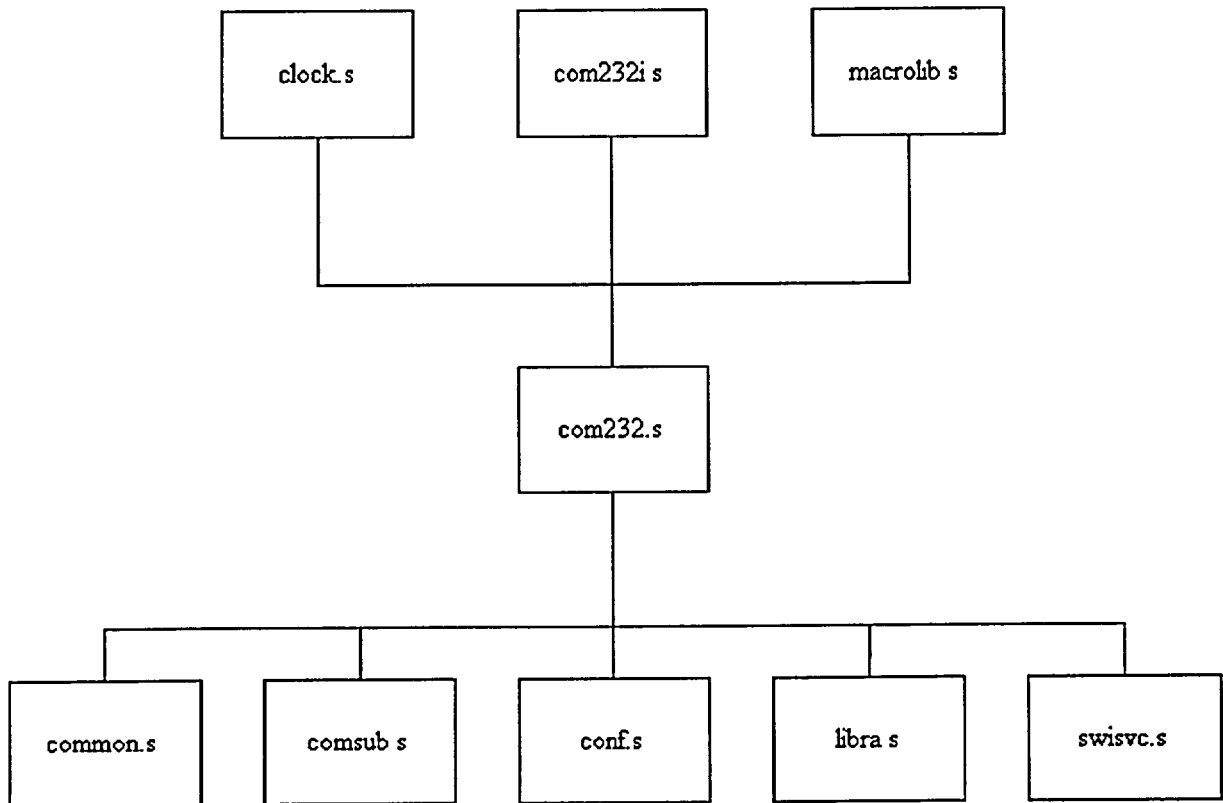 clock.s
com232i s
macrolib s
com232.s
common.s
comsub s
conf.s
libra s
swisvc.s